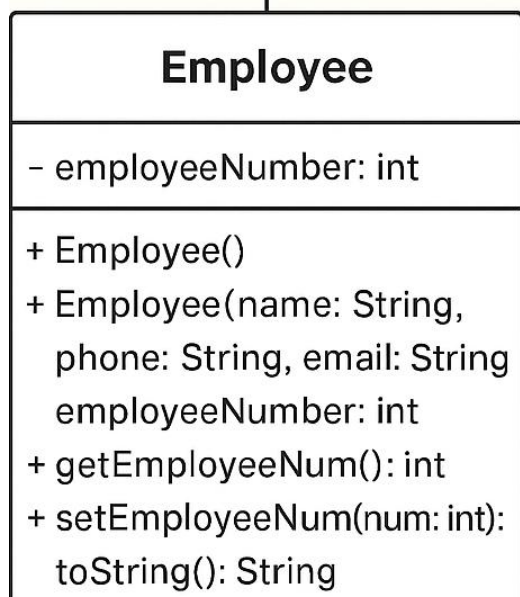 Employee
- employeeNumber: int
+ Employee()
+ Employee(name: String,
phone: String, email: String
employeeNumber: int
+ getEmployeeNum(): int
+ setEmployeeNum(num: int):
toString(): String